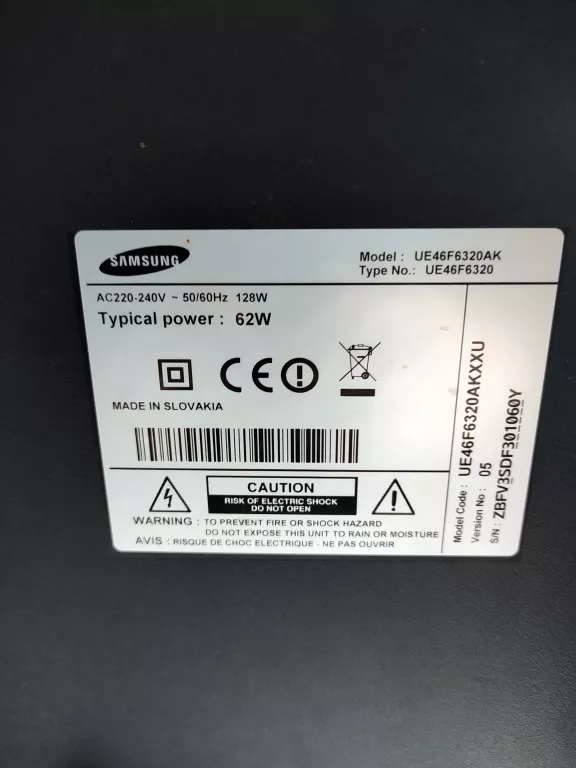 SAMSUNG
Model : UE46F6320AK
Type No.: UE46F6320
AC220-240V ~ 50/60Hz 128W
Typical power : 62W
CE
MADE IN SLOVAKIA
CAUTION
RISK OF ELECTRIC SHOCK
DO NOT OPEN
WARNING : TO PREVENT FIRE OR SHOCK HAZARD
DO NOT EXPOSE THIS UNIT TO RAIN OR MOISTURE
AVIS : RISQUE DE CHOC ELECTRIQUE - NE PAS OUVRIR
Model Code : UE46F6320AKXXU
Version No : 05
S/N : ZBFV3SDF301060Y